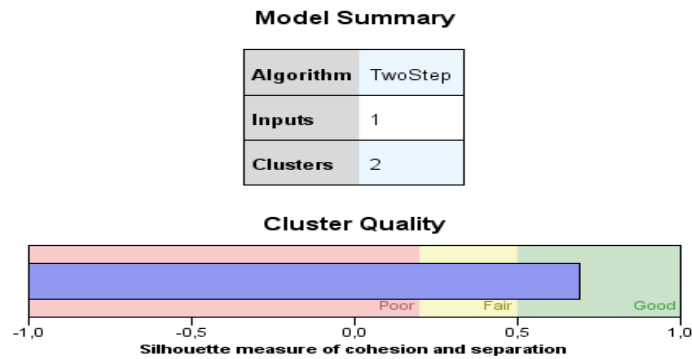 Model Summary
Algorithm TwoStep
Inputs 1
Clusters 2
Cluster Quality
Poor Fair Good
-1,0 -0,5 0,0 0,5 1,0
Silhouette measure of cohesion and separation